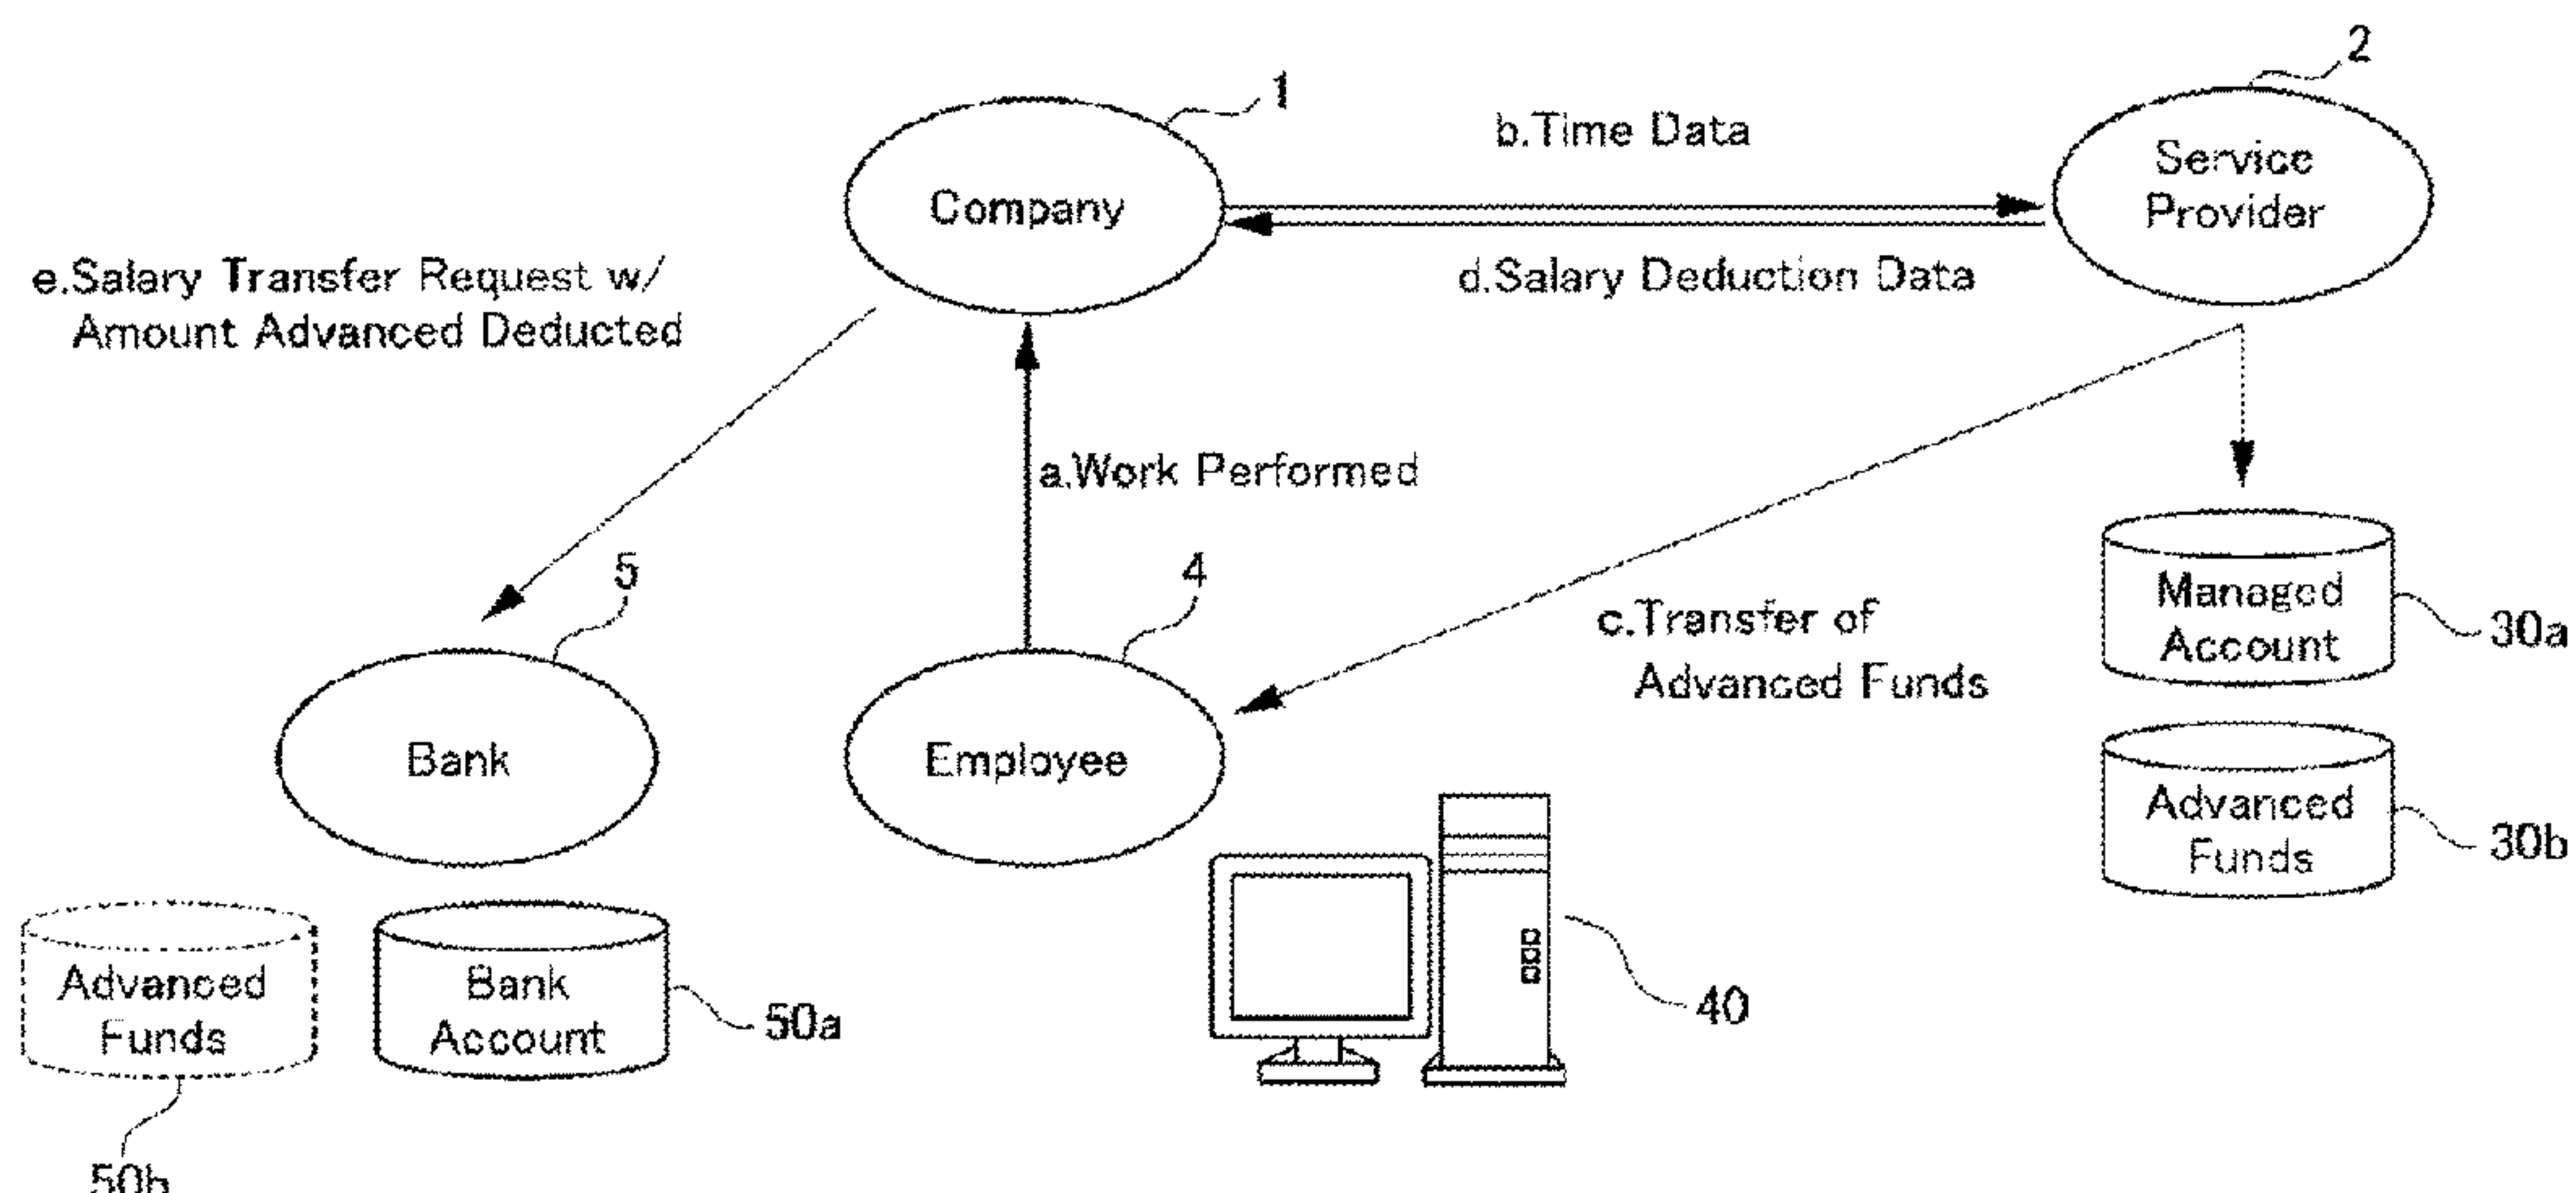 2
1
b.Time Data
Service
Provider
Company
e.Salary Transfer Request w/
Amount Advanced Deducted
d.Salary Deduction Data
a.Work Performed
5
4
c.Transfer of
Advanced Funds
Managed
Account
30a
Bank
Employee
Advanced
Funds
30b
Advanced
Funds
Bank
Account
50a
40
50b